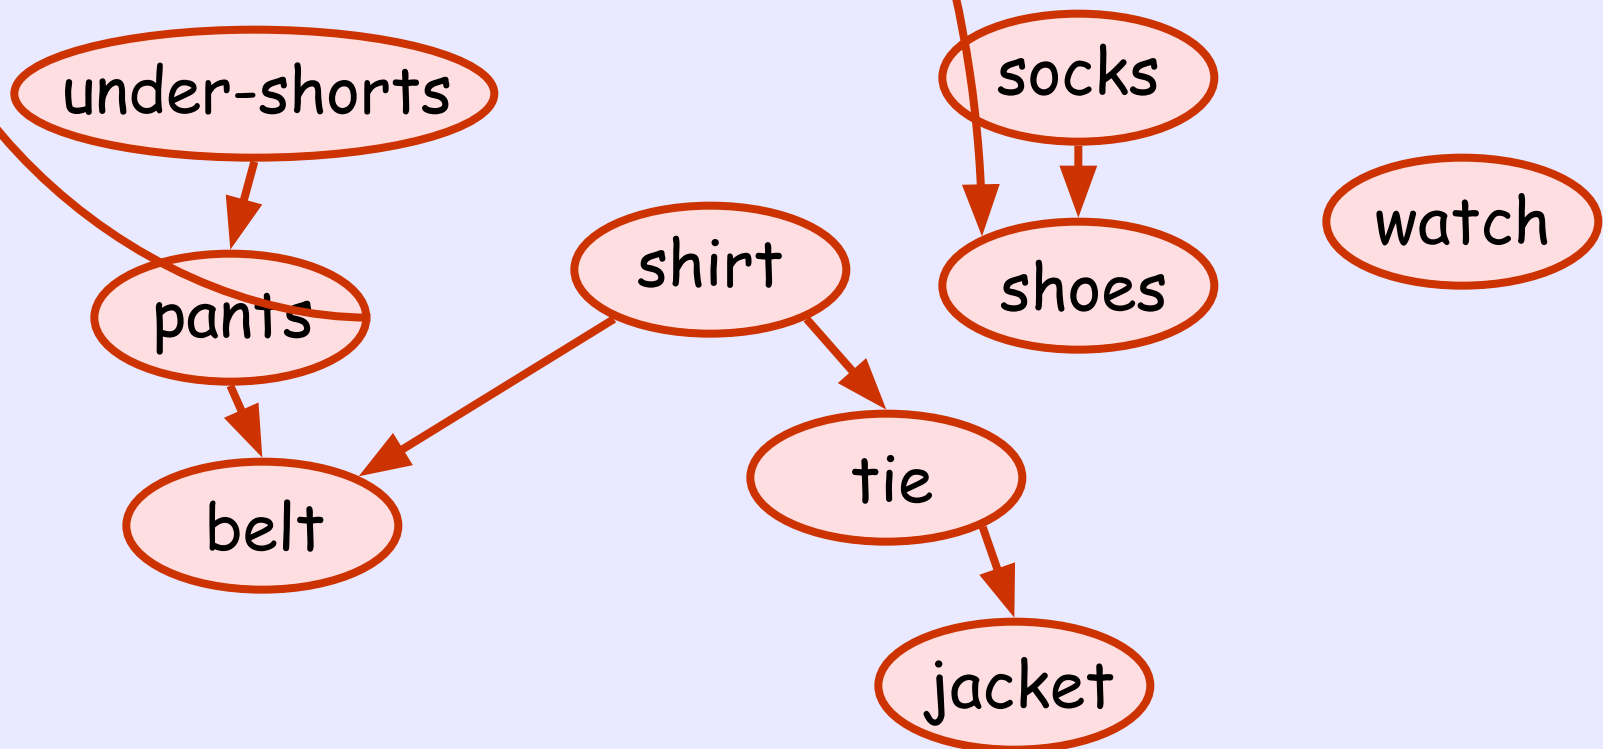 under-shorts
socks
watch
shirt
shoes
pants
tie
belt
jacket